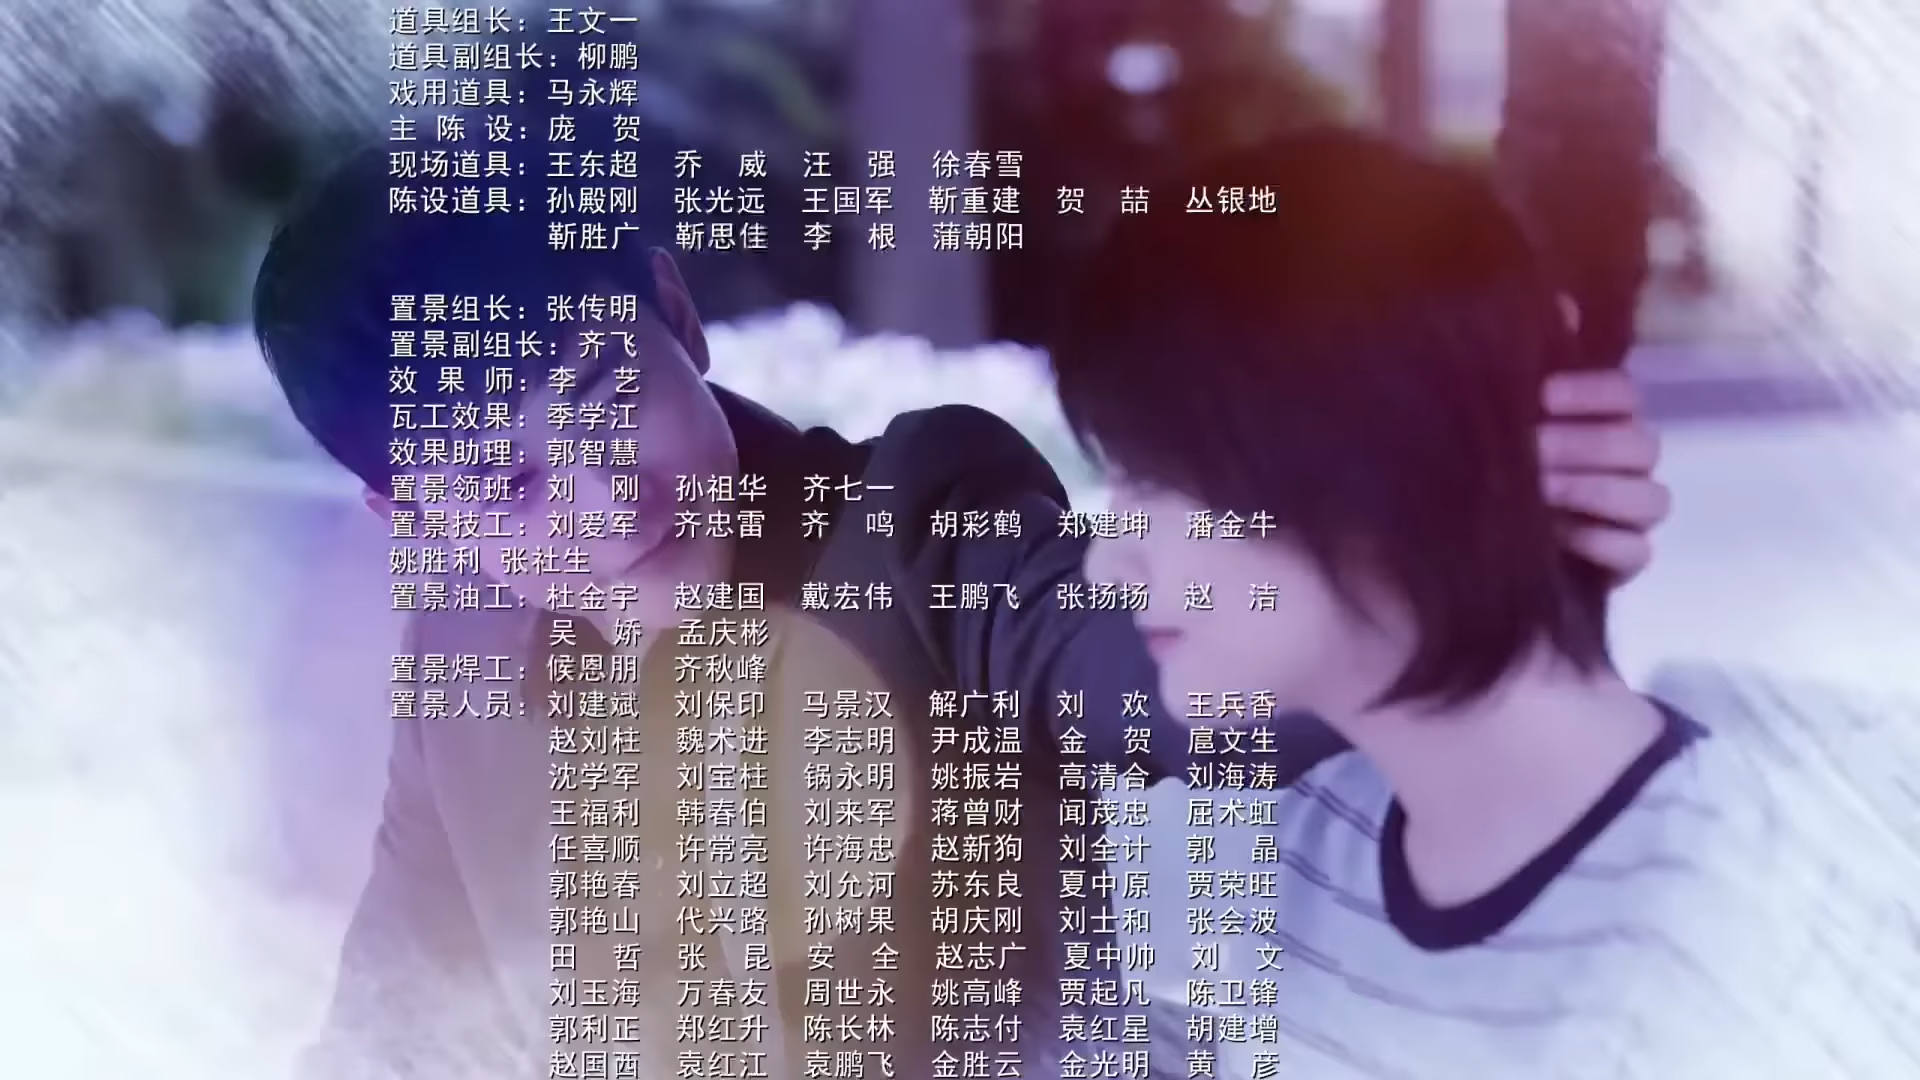 道具组长：王文一
道具副组长：柳鹏
戏用道具：马永辉
主 陈 设：庞 贺
现场道具：王东超 乔 威 汪 强 徐春雪
陈设道具：孙殿刚 张光远 王国军 靳重建 贺 喆 丛银地
靳胜广 靳思佳 李 根 蒲朝阳
置景组长：张传明
置景副组长：齐飞
效 果 师：李 艺
瓦工效果：季学江
效果助理：郭智慧
置景领班：刘 刚 孙祖华 齐七一
置景技工：刘爱军 齐忠雷 齐 鸣 胡彩鹤 郑建坤 潘金牛
姚胜利 张社生
置景油工：杜金宇 赵建国 戴宏伟 王鹏飞 张扬扬 赵 洁
吴 娇 孟庆彬
置景焊工：候恩朋 齐秋峰
置景人员：刘建斌 刘保印 马景汉 解广利 刘 欢 王兵香
赵刘柱 魏术进 李志明 尹成温 金 贺 扈文生
沈学军 刘宝柱 锅永明 姚振岩 高清合 刘海涛
王福利 韩春伯 刘来军 蒋曾财 闻茂忠 屈术虹
任喜顺 许常亮 许海忠 赵新狗 刘全计 郭 晶
郭艳春 刘立超 刘允河 苏东良 夏中原 贾荣旺
郭艳山 代兴路 孙树果 胡庆刚 刘士和 张会波
田 哲 张 昆 安 全 赵志广 夏中帅 刘 文
刘玉海 万春友 周世永 姚高峰 贾起凡 陈卫锋
郭利正 郑红升 陈长林 陈志付 袁红星 胡建增
赵国西 袁红江 袁鹏飞 金胜云 金光明 黄 彦